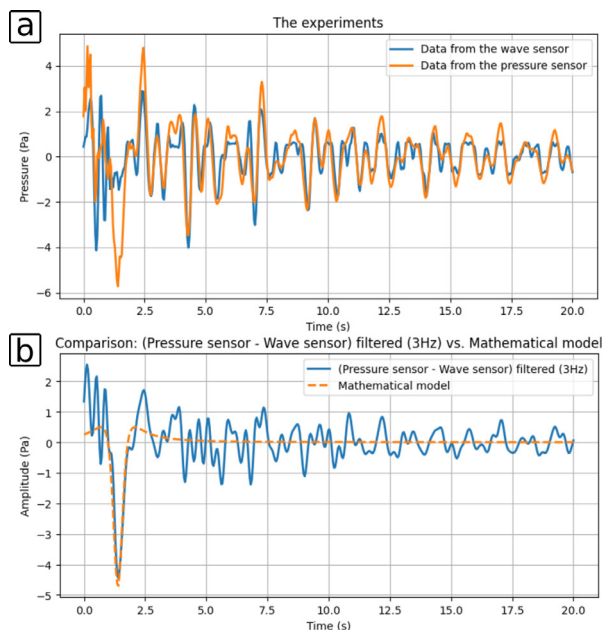 a
The experiments
Data from the wave sensor
Data from the pressure sensor
Pressure (Pa)
4
2
0
−2
−4
−6
0.0 2.5 5.0 7.5 10.0 12.5 15.0 17.5 20.0
Time (s)
b
Comparison: (Pressure sensor - Wave sensor) filtered (3Hz) vs. Mathematical model
(Pressure sensor - Wave sensor) filtered (3Hz)
Mathematical model
Amplitude (Pa)
2
1
0
−1
−2
−3
−4
−5
0.0 2.5 5.0 7.5 10.0 12.5 15.0 17.5 20.0
Time (s)